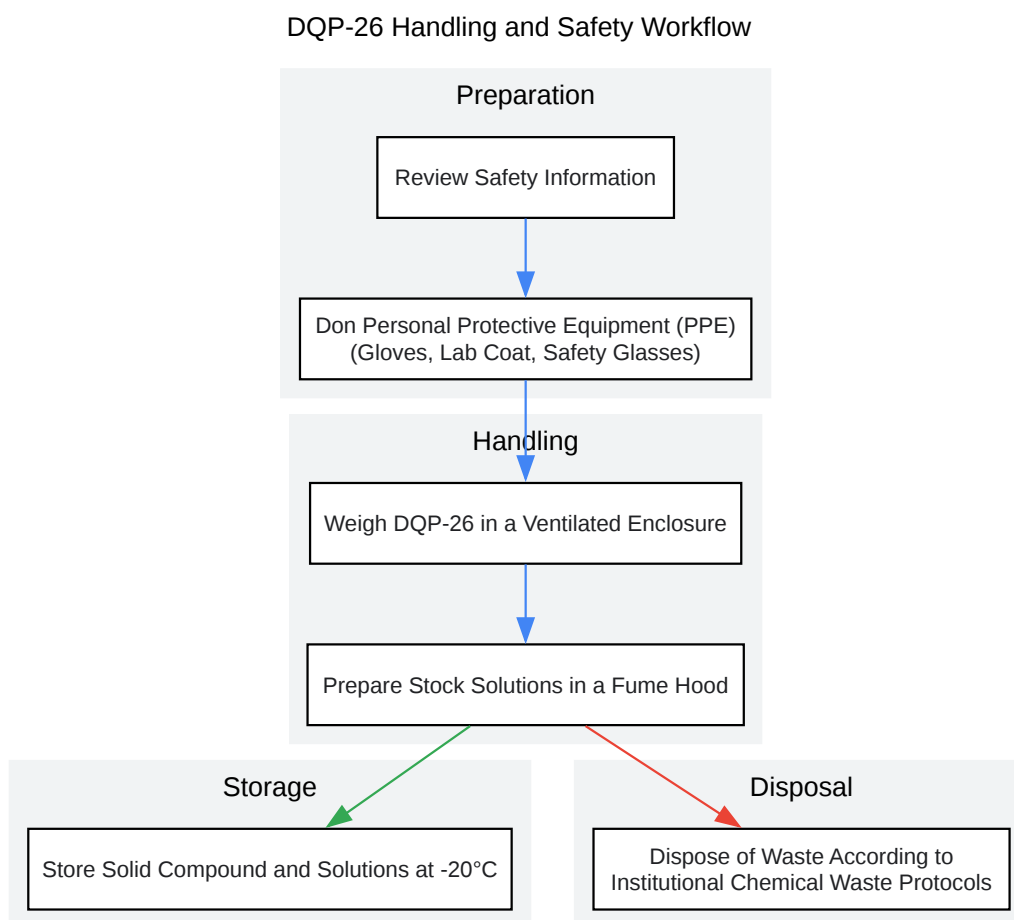 DQP-26 Handling and Safety Workflow
Preparation
Review Safety Information
Don Personal Protective Equipment (PPE)
(Gloves, Lab Coat, Safety Glasses)
Handling
Weigh DQP-26 in a Ventilated Enclosure
Prepare Stock Solutions in a Fume Hood
Storage
Store Solid Compound and Solutions at -20°C
Disposal
Dispose of Waste According to
Institutional Chemical Waste Protocols